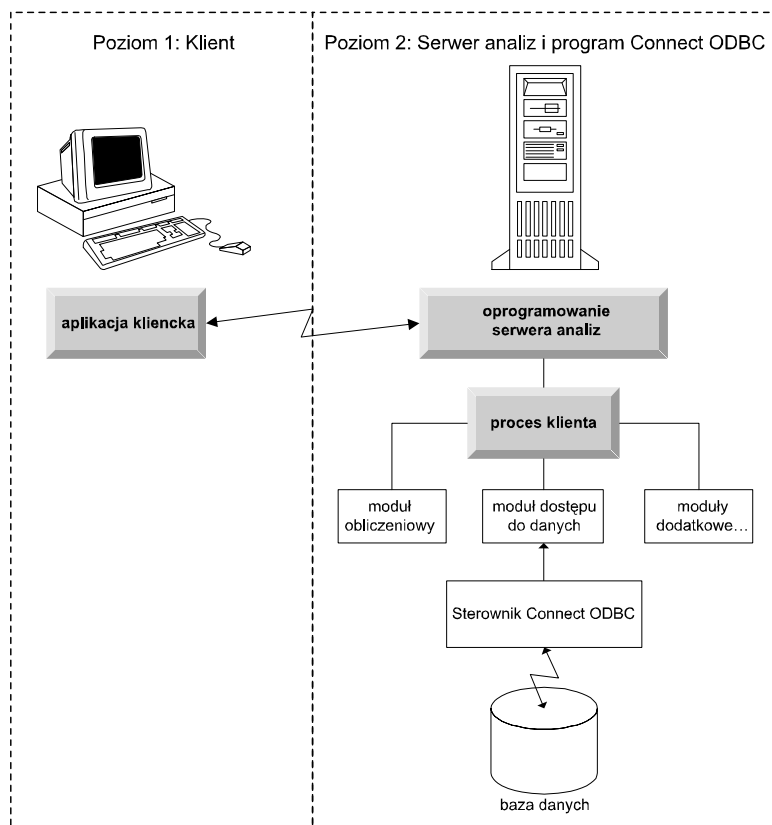 Poziom 1: Klient
Poziom 2: Serwer analiz i program Connect ODBC
aplikacja kliencka
oprogramowanie
serwera analiz
proces klienta
moduł
obliczeniowy
moduł dostępu
do danych
moduły
dodatkowe…
Sterownik Connect ODBC
baza danych